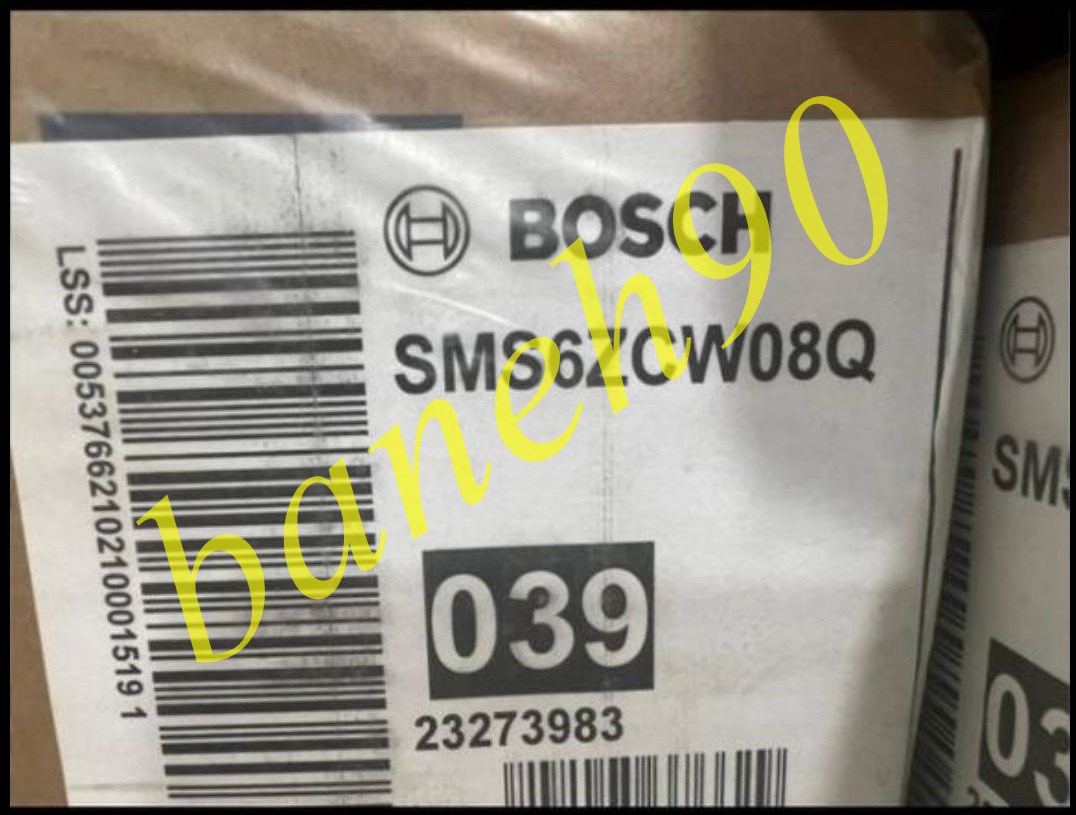 BOSCH
SMS6ZCW08Q
LSS: 00537662102100015191
039
23273983
baneh90
SMS
03